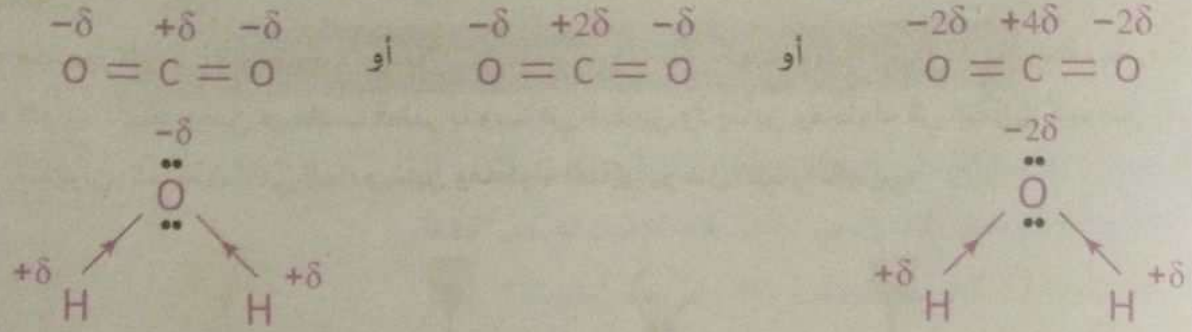 −δ +δ −δ أو −δ +2δ −δ أو −2δ +4δ −2δ
O = C = O O = C = O O = C = O
−δ −2δ
O O
+δ +δ +δ +δ
H H H H